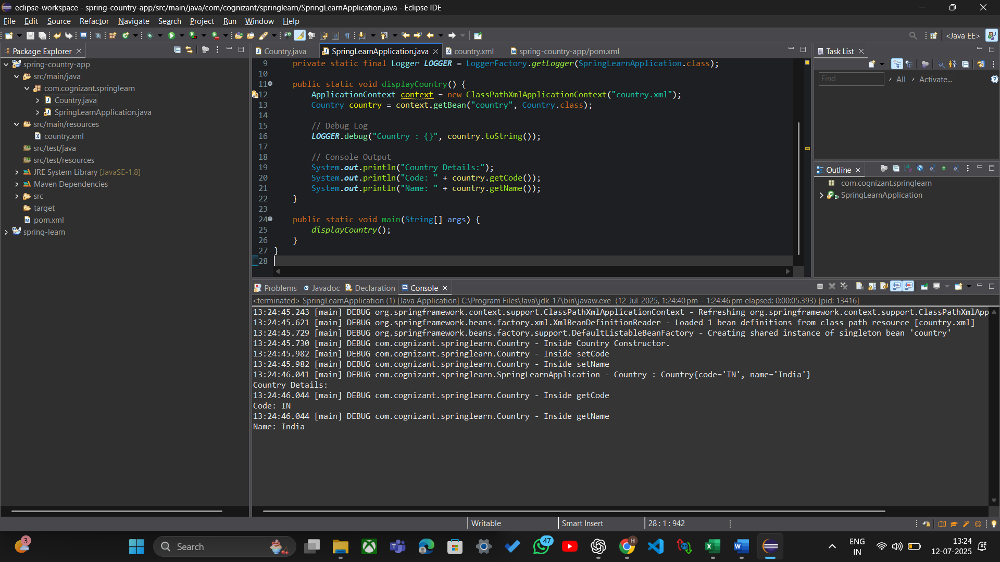 eclipse-workspace - spring-country-app/src/main/java/com/cognizant/springlearn/SpringLearnApplication.java - Eclipse IDE
File Edit Source Refactor Navigate Search Project Run Window Help
<Java EE>
Package Explorer
spring-country-app
src/main/java
com.cognizant.springlearn
Country.java
SpringLearnApplication.java
src/main/resources
country.xml
src/test/java
src/test/resources
JRE System Library [JavaSE-1.8]
Maven Dependencies
src
target
pom.xml
spring-learn
Country.java SpringLearnApplication.java country.xml spring-country-app/pom.xml
9 private static final Logger LOGGER = LoggerFactory.getLogger(SpringLearnApplication.class);
10
11 public static void displayCountry() {
12 ApplicationContext context = new ClassPathXmlApplicationContext("country.xml");
13 Country country = context.getBean("country", Country.class);
14
15 // Debug Log
16 LOGGER.debug("Country : {}", country.toString());
17
18 // Console Output
19 System.out.println("Country Details:");
20 System.out.println("Code: " + country.getCode());
21 System.out.println("Name: " + country.getName());
22 }
23
24 public static void main(String[] args) {
25 displayCountry();
26 }
27 }
28
Task List
Find All Activate...
Outline
com.cognizant.springlearn
SpringLearnApplication
Problems Javadoc Declaration Console
<terminated> SpringLearnApplication (1) [Java Application] C:\Program Files\Java\jdk-17\bin\javaw.exe (12-Jul-2025, 1:24:40 pm – 1:24:46 pm elapsed: 0:00:05.393) [pid: 13416]
13:24:45.243 [main] DEBUG org.springframework.context.support.ClassPathXmlApplicationContext - Refreshing org.springframework.context.support.ClassPathXmlApp
13:24:45.621 [main] DEBUG org.springframework.beans.factory.xml.XmlBeanDefinitionReader - Loaded 1 bean definitions from class path resource [country.xml]
13:24:45.729 [main] DEBUG org.springframework.beans.factory.support.DefaultListableBeanFactory - Creating shared instance of singleton bean 'country'
13:24:45.730 [main] DEBUG com.cognizant.springlearn.Country - Inside Country Constructor.
13:24:45.982 [main] DEBUG com.cognizant.springlearn.Country - Inside setCode
13:24:45.982 [main] DEBUG com.cognizant.springlearn.Country - Inside setName
13:24:46.041 [main] DEBUG com.cognizant.springlearn.SpringLearnApplication - Country : Country{code='IN', name='India'}
Country Details:
13:24:46.044 [main] DEBUG com.cognizant.springlearn.Country - Inside getCode
Code: IN
13:24:46.044 [main] DEBUG com.cognizant.springlearn.Country - Inside getName
Name: India
Writable Smart Insert 28 : 1 : 942
3
Search
47
H
ENG
IN
13:24
12-07-2025